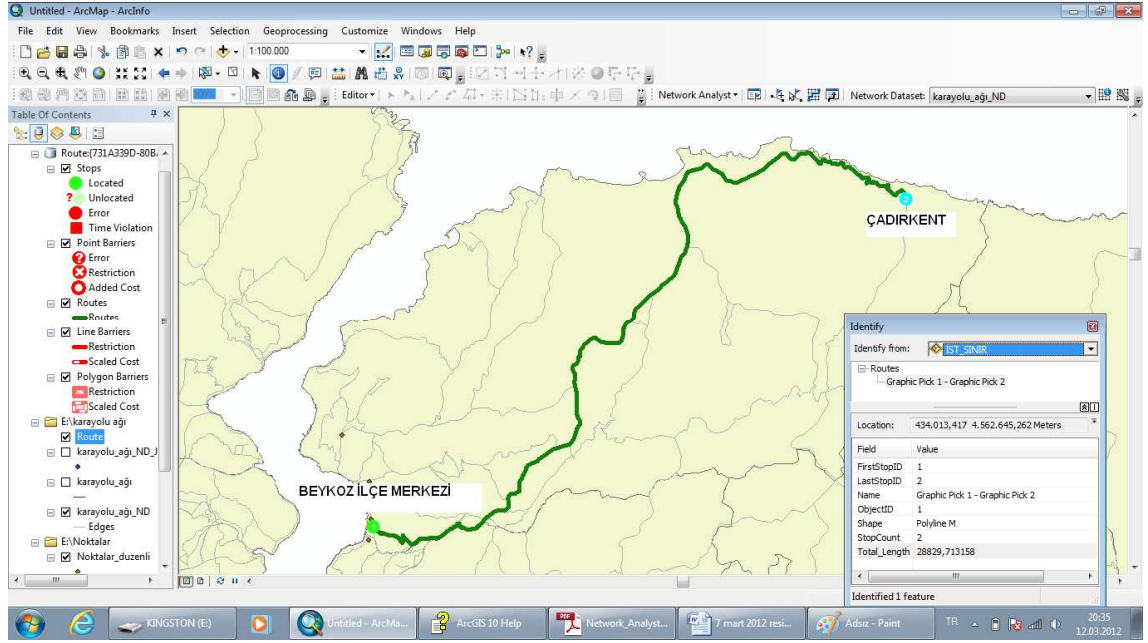 Untitled - ArcMap - ArcInfo
File Edit View Bookmarks Insert Selection Geoprocessing Customize Windows Help
1:100.000
100%
Editor
Network Analyst
Network Dataset: karayolu_ağı_ND
Table Of Contents
Route:{731A339D-80B
Stops
Located
Unlocated
Error
Time Violation
Point Barriers
Error
Restriction
Added Cost
Routes
Routes
Line Barriers
Restriction
Scaled Cost
Polygon Barriers
Restriction
Scaled Cost
E:\karayolu ağı
Route
karayolu_ağı_ND_J
karayolu_ağı
karayolu_ağı_ND
Edges
E:\Noktalar
Noktalar_duzenli
2
ÇADIRKENT
BEYKOZ İLÇE MERKEZİ
1
Identify
Identify from: İST_SINIR
Routes
Graphic Pick 1 - Graphic Pick 2
Location: 434.013,417 4.562.645,262 Meters
Field Value
FirstStopID 1
LastStopID 2
Name Graphic Pick 1 - Graphic Pick 2
ObjectID 1
Shape Polyline M
StopCount 2
Total_Length 28829,713158
Identified 1 feature
KINGSTON (E:)
Untitled - ArcMa...
ArcGIS 10 Help
Network_Analyst...
7 mart 2012 resi...
Adsız - Paint
TR
20:35
12.03.2012